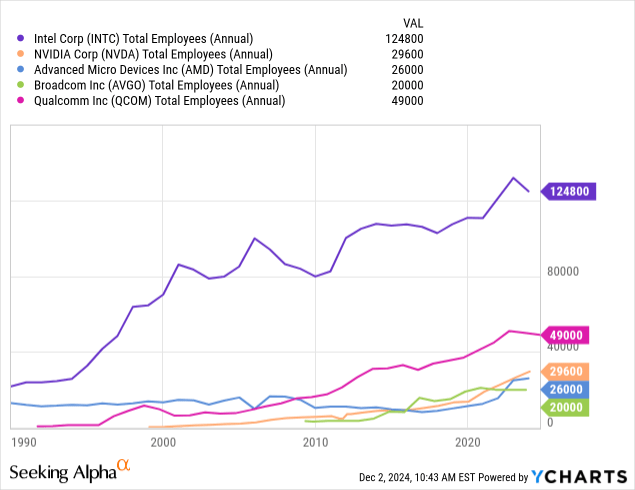 VAL
Intel Corp (INTC) Total Employees (Annual) 124800
NVIDIA Corp (NVDA) Total Employees (Annual) 29600
Advanced Micro Devices Inc (AMD) Total Employees (Annual) 26000
Broadcom Inc (AVGO) Total Employees (Annual) 20000
Qualcomm Inc (QCOM) Total Employees (Annual) 49000
124800
80000
49000
40000
29600
26000
20000
0
1990 2000 2010 2020
Seeking Alpha α
Dec 2, 2024, 10:43 AM EST Powered by YCHARTS